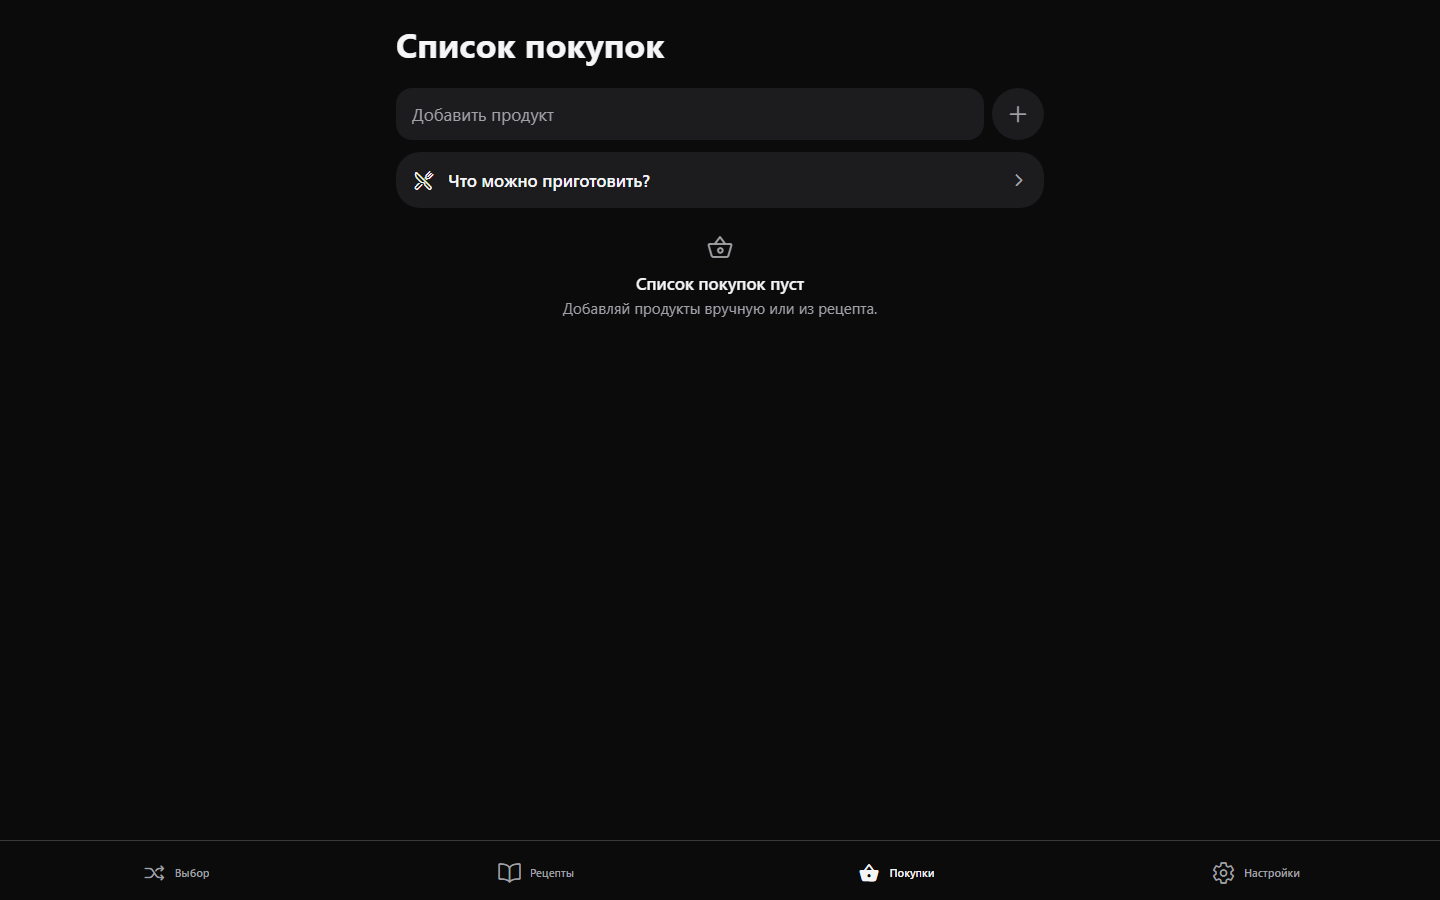 Список покупок
Добавить продукт
Что можно приготовить?
Список покупок пуст
Добавляй продукты вручную или из рецепта.
Выбор
Рецепты
Покупки
Настройки